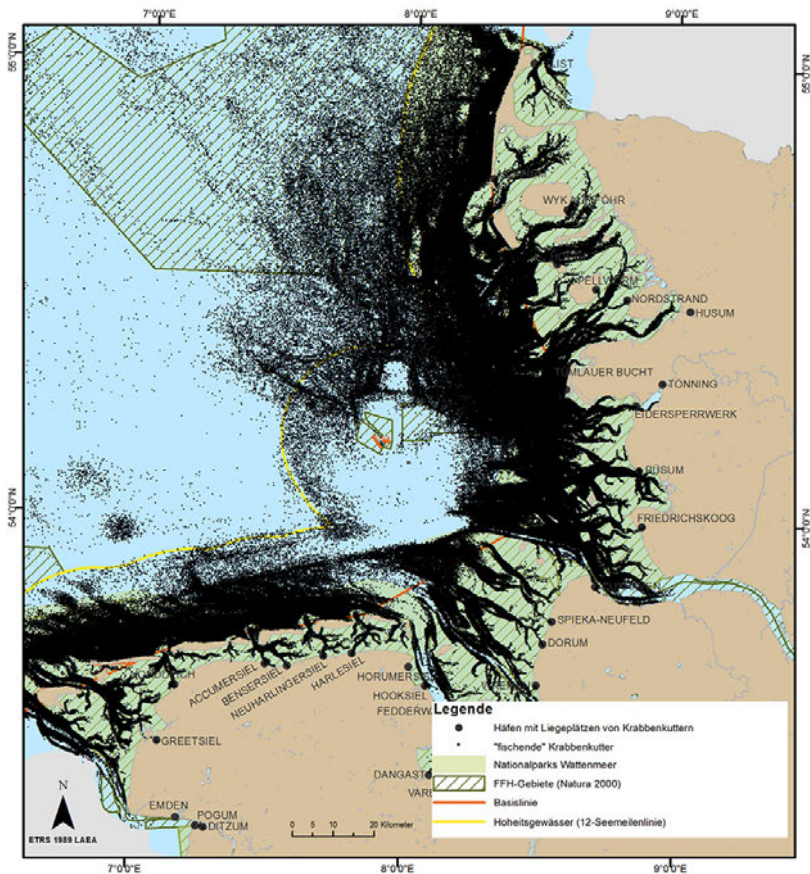 7°0'0"E 8°0'0"E 9°0'0"E
55°0'0"N
55°0'0"N
LIST
WYK AUF FÖHR
PELLWORM
NORDSTRAND
HUSUM
TÜMLAUER BUCHT
TÖNNING
EIDERSPERRWERK
BÜSUM
54°0'0"N
FRIEDRICHSKOOG
54°0'0"N
SPIEKA-NEUFELD
DORUM
NORDDEICH
ACCUMERSIEL
BENSERSIEL
NEUHARLINGERSIEL
HARLESIEL
HORUMERSIEL
HOOKSIEL
FEDDERWA
GREETSIEL
DANGAST
VARE
EMDEN
POGUM
DITZUM
Legende
Häfen mit Liegeplätzen von Krabbenkuttern
"fischende" Krabbenkutter
Nationalparks Wattenmeer
FFH-Gebiete (Natura 2000)
Basislinie
Hoheitsgewässer (12-Seemeilenlinie)
N
ETRS 1989 LAEA
0 10 20 Kilometer
7°0'0"E 8°0'0"E 9°0'0"E